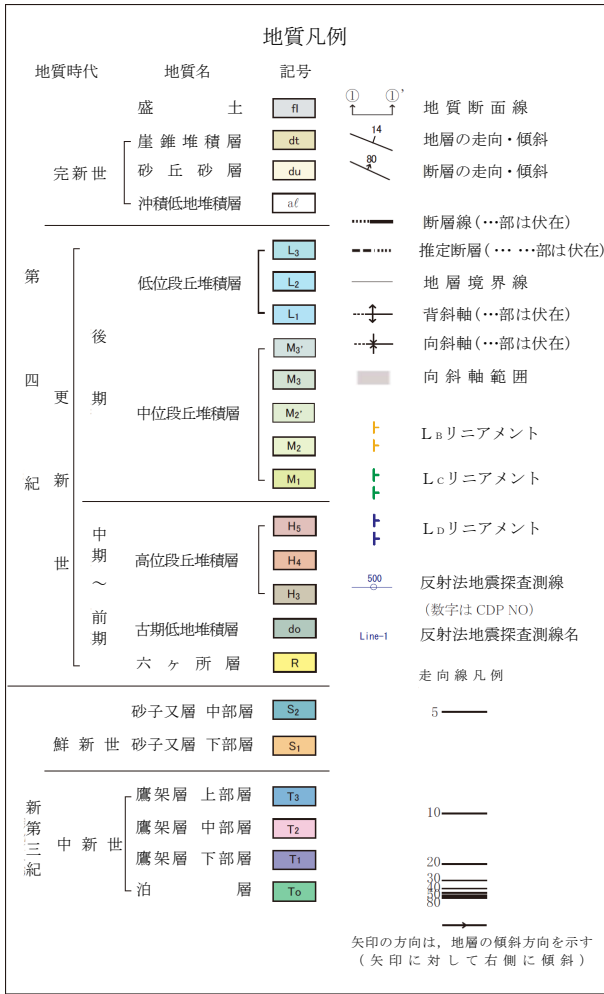 地質凡例
地質時代 地質名 記号
盛土 fl ① ①' 地質断面線
完新世 崖錐堆積層 dt 14 地層の走向・傾斜
砂丘砂層 du 80 断層の走向・傾斜
沖積低地堆積層 aℓ
断層線(…部は伏在)
第四紀 更新世 後期 低位段丘堆積層 L3 推定断層(… …部は伏在)
L2 地層境界線
L1 背斜軸(…部は伏在)
中位段丘堆積層 M3' 向斜軸(…部は伏在)
M3 向斜軸範囲
M2'
M2 LBリニアメント
M1 LCリニアメント
中期~前期 高位段丘堆積層 H5 LDリニアメント
H4
H3 500 反射法地震探査測線
(数字は CDP NO)
古期低地堆積層 do Line-1 反射法地震探査測線名
六ヶ所層 R
走向線凡例
新第三紀 鮮新世 砂子又層 中部層 S2 5
砂子又層 下部層 S1
中新世 鷹架層 上部層 T3 10
鷹架層 中部層 T2
鷹架層 下部層 T1 20
30
40
泊層 To 50
80
矢印の方向は，地層の傾斜方向を示す
(矢印に対して右側に傾斜)